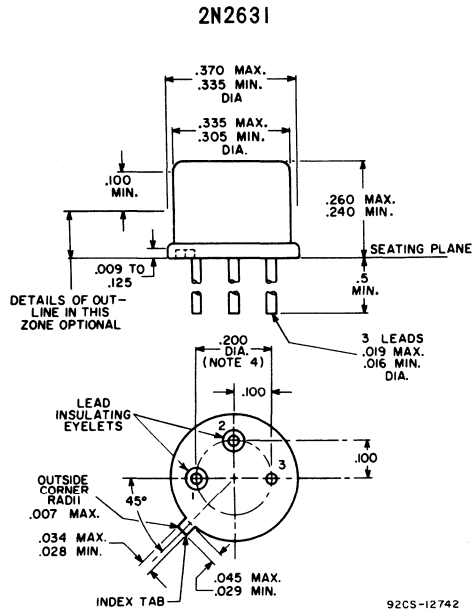 2N2631
.370 MAX.
.335 MIN.
DIA
.335 MAX.
.305 MIN.
DIA.
.100
MIN.
.260 MAX.
.240 MIN.
SEATING PLANE
.009 TO
.125
.5
MIN.
DETAILS OF OUT-
LINE IN THIS
ZONE OPTIONAL
.200
DIA.
(NOTE 4)
3 LEADS
.019 MAX.
.016 MIN.
DIA.
.100
LEAD
INSULATING
EYELETS
2
.100
3
1
OUTSIDE
CORNER
RADII
.007 MAX.
45°
.034 MAX.
.028 MIN.
.045 MAX.
.029 MIN.
INDEX TAB
92CS-12742